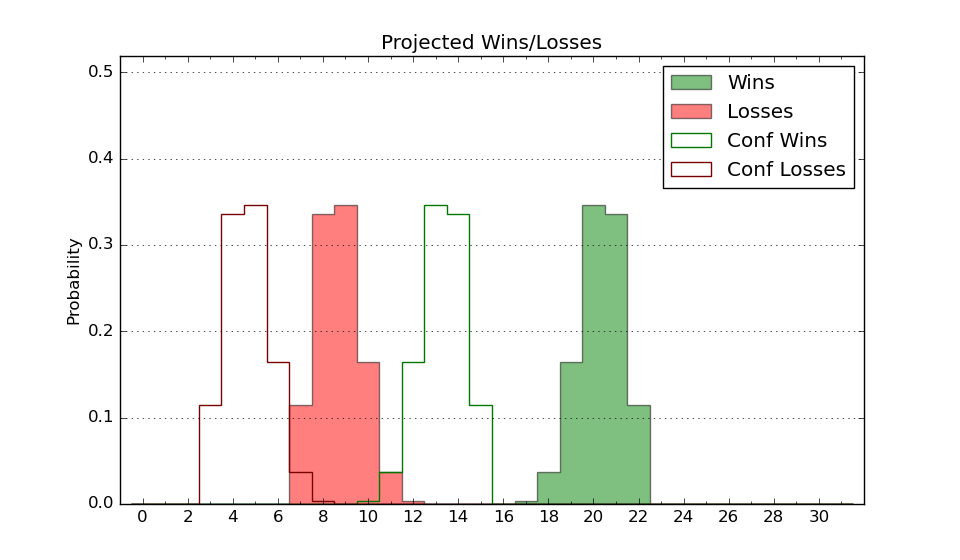 Projected Wins/Losses
0.5
0.4
0.3
0.2
0.1
0.0
Probability
Wins
Losses
Conf Wins
Conf Losses
0 2 4 6 8 10 12 14 16 18 20 22 24 26 28 30